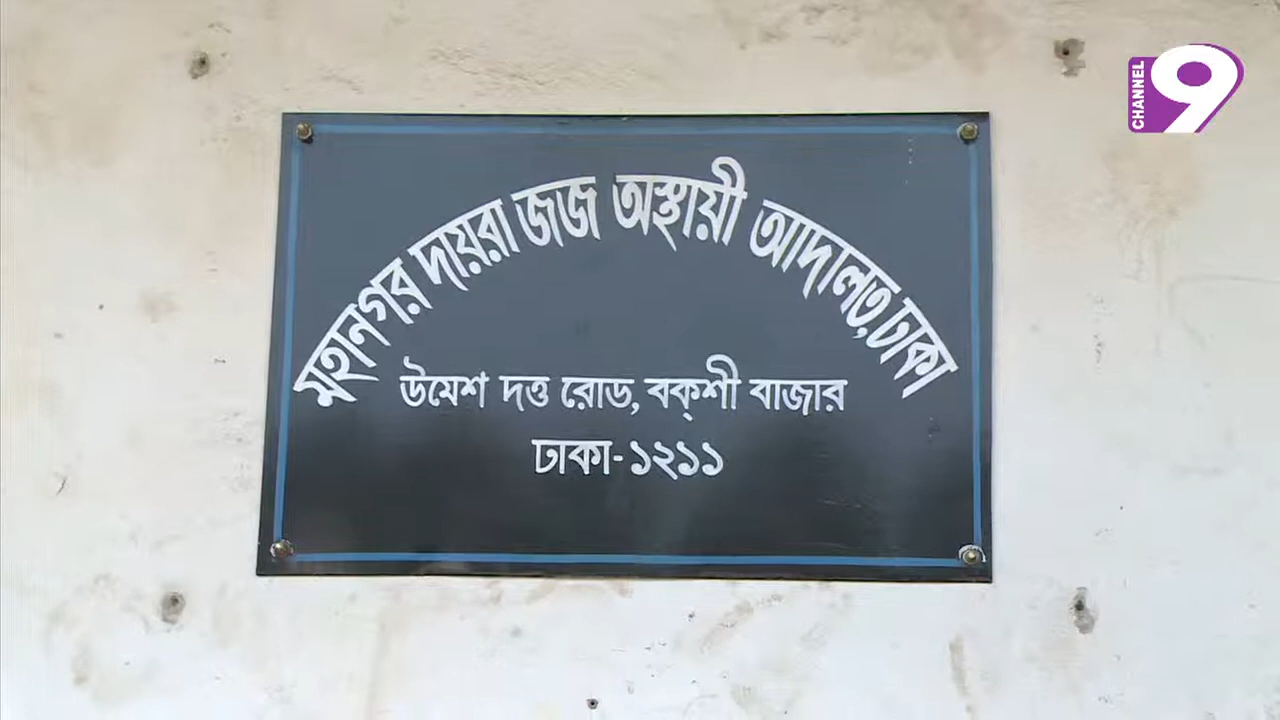 মহানগর দায়রা জজ অস্থায়ী আদালত, ঢাকা
উমেশ দত্ত রোড, বক্‌শী বাজার
ঢাকা-১২১১
CHANNEL 9